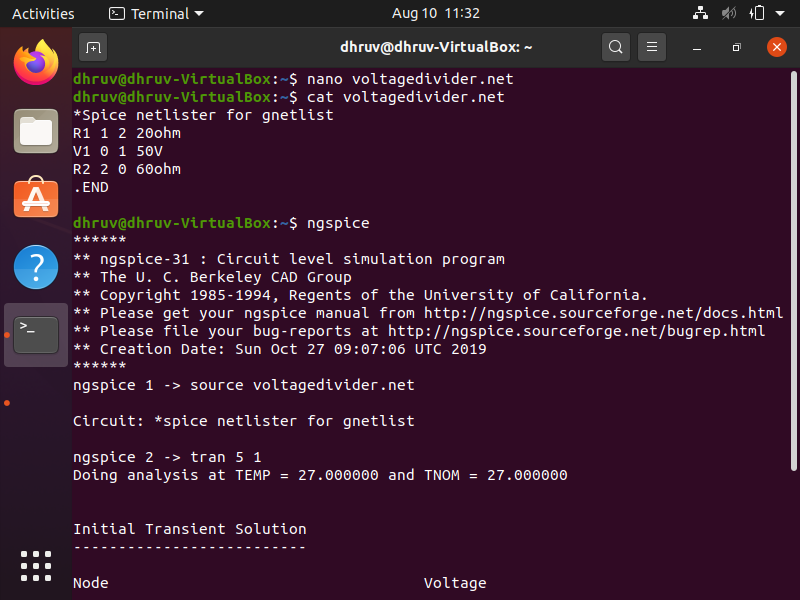 Activities
Terminal
Aug 10 11:32
dhruv@dhruv-VirtualBox: ~
dhruv@dhruv-VirtualBox:~$ nano voltagedivider.net
dhruv@dhruv-VirtualBox:~$ cat voltagedivider.net
*Spice netlister for gnetlist
R1 1 2 20ohm
V1 0 1 50V
R2 2 0 60ohm
.END
dhruv@dhruv-VirtualBox:~$ ngspice
******
** ngspice-31 : Circuit level simulation program
** The U. C. Berkeley CAD Group
** Copyright 1985-1994, Regents of the University of California.
** Please get your ngspice manual from http://ngspice.sourceforge.net/docs.html
** Please file your bug-reports at http://ngspice.sourceforge.net/bugrep.html
** Creation Date: Sun Oct 27 09:07:06 UTC 2019
******
ngspice 1 -> source voltagedivider.net
Circuit: *spice netlister for gnetlist
ngspice 2 -> tran 5 1
Doing analysis at TEMP = 27.000000 and TNOM = 27.000000
Initial Transient Solution
--------------------------
Node Voltage